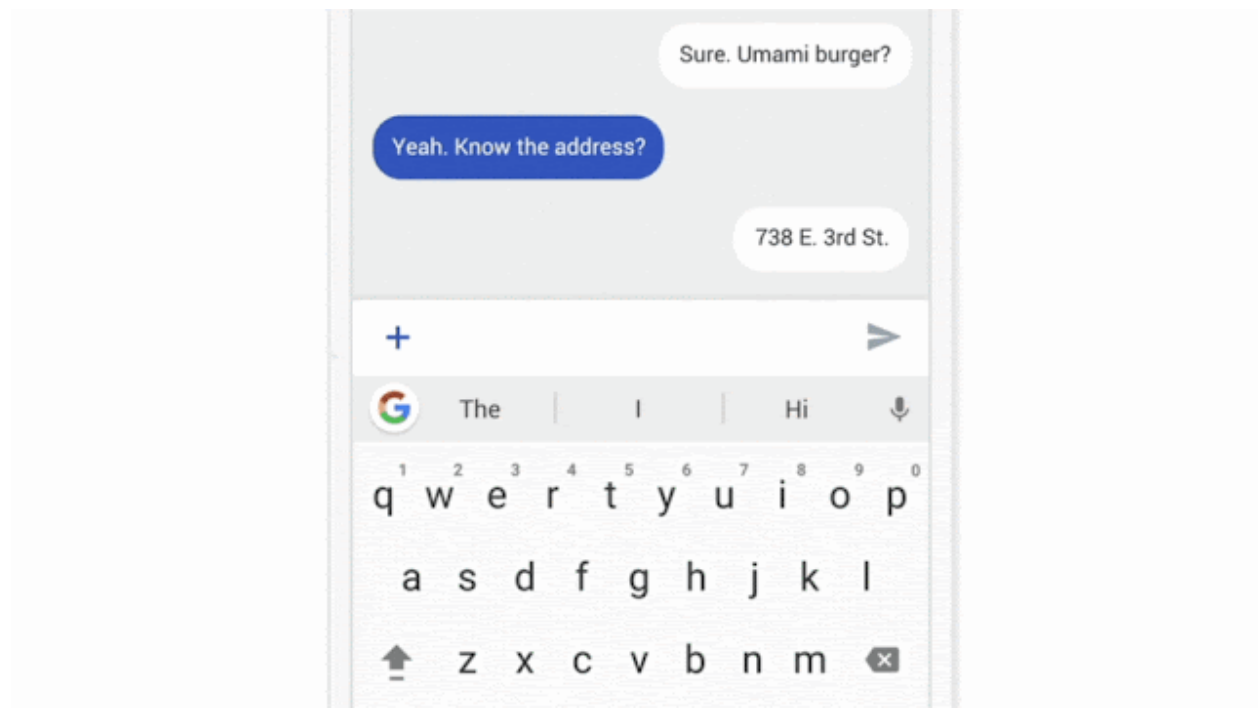 Sure. Umami burger?
Yeah. Know the address?
738 E. 3rd St.
G The I Hi
1 2 3 4 5 6 7 8 9 0
q w e r t y u i o p
a s d f g h j k l
z x c v b n m